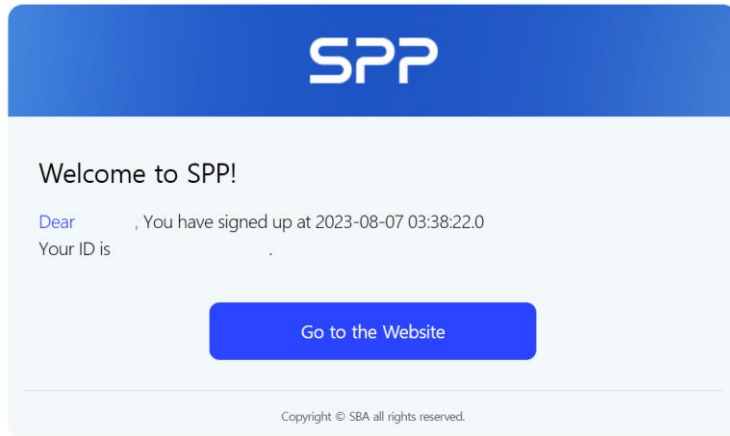 SPP
Welcome to SPP!
Dear , You have signed up at 2023-08-07 03:38:22.0
Your ID is .
Go to the Website
Copyright © SBA all rights reserved.